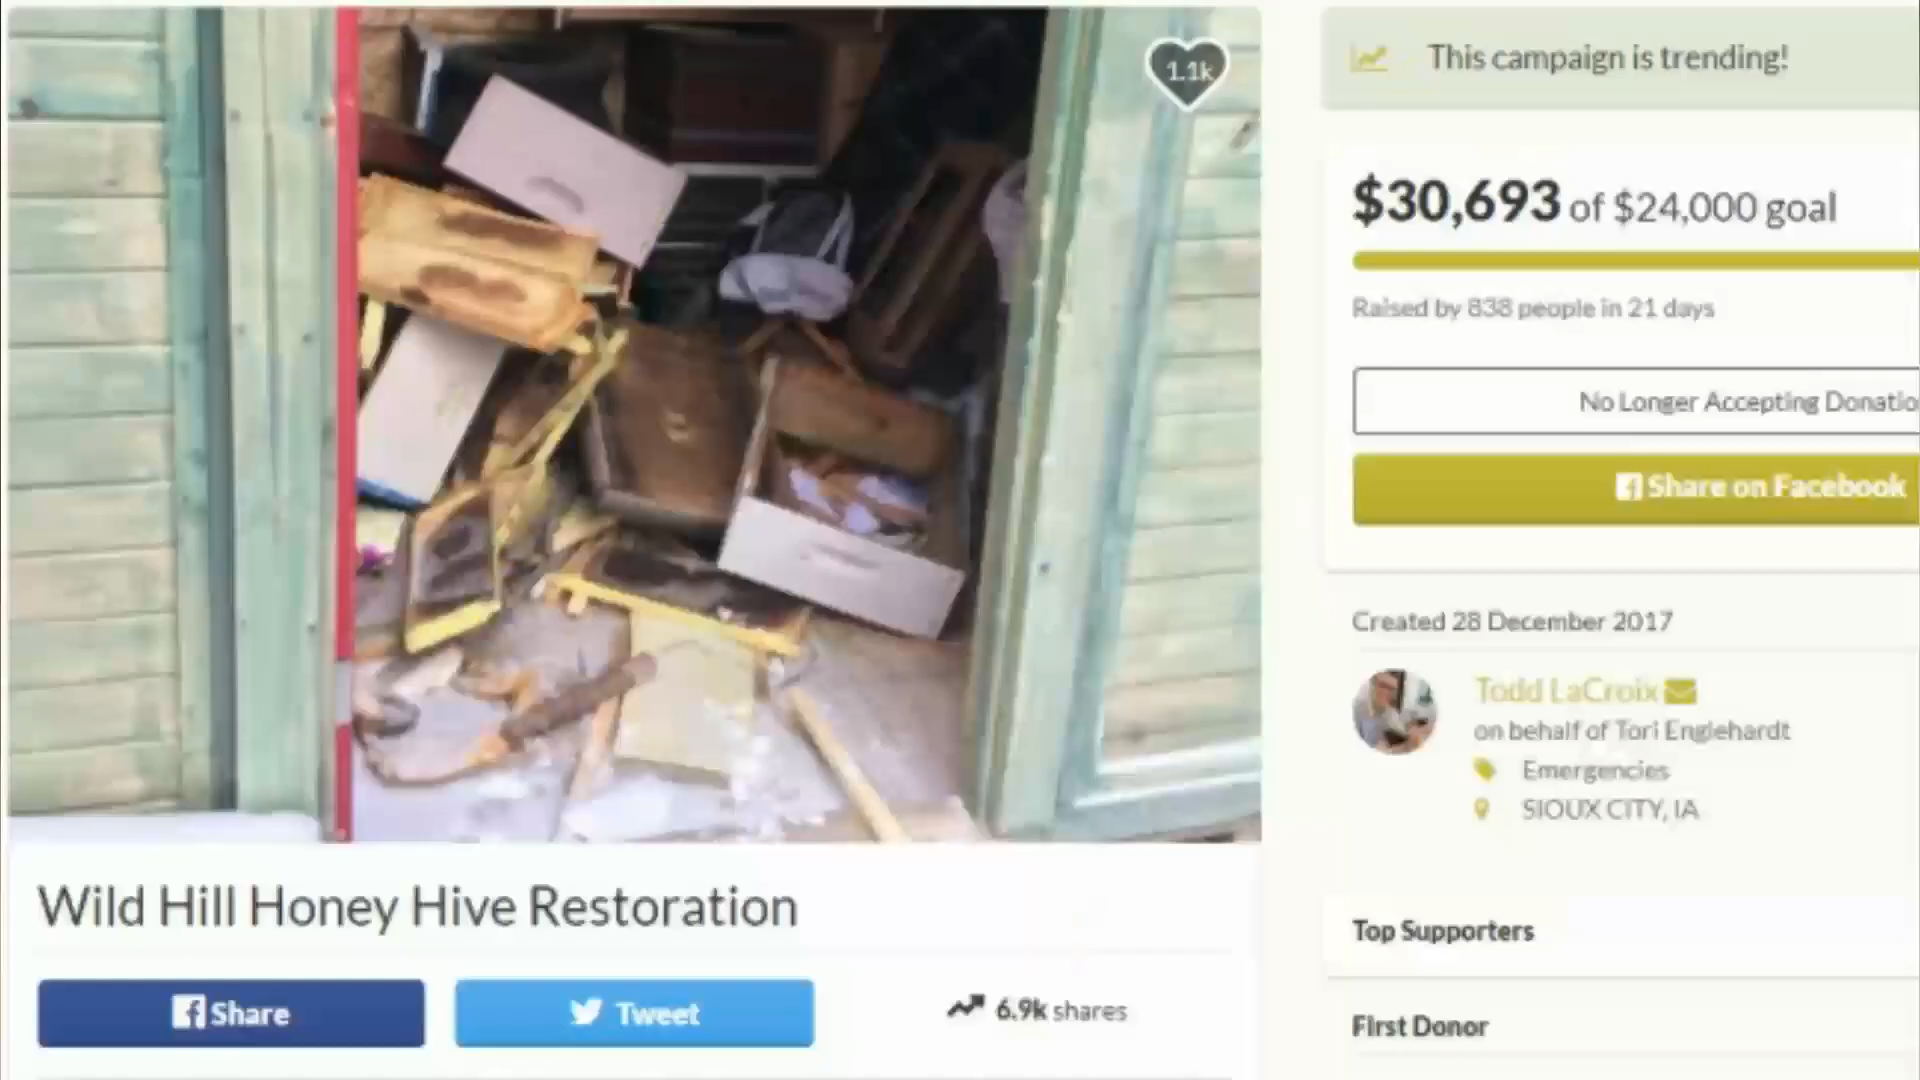 1.1k
This campaign is trending!
$30,693 of $24,000 goal
Raised by 838 people in 21 days
No Longer Accepting Donatio
Share on Facebook
Created 28 December 2017
Todd LaCroix
on behalf of Tori Englehardt
Emergencies
SIOUX CITY, IA
Wild Hill Honey Hive Restoration
Share
Tweet
6.9k shares
Top Supporters
First Donor